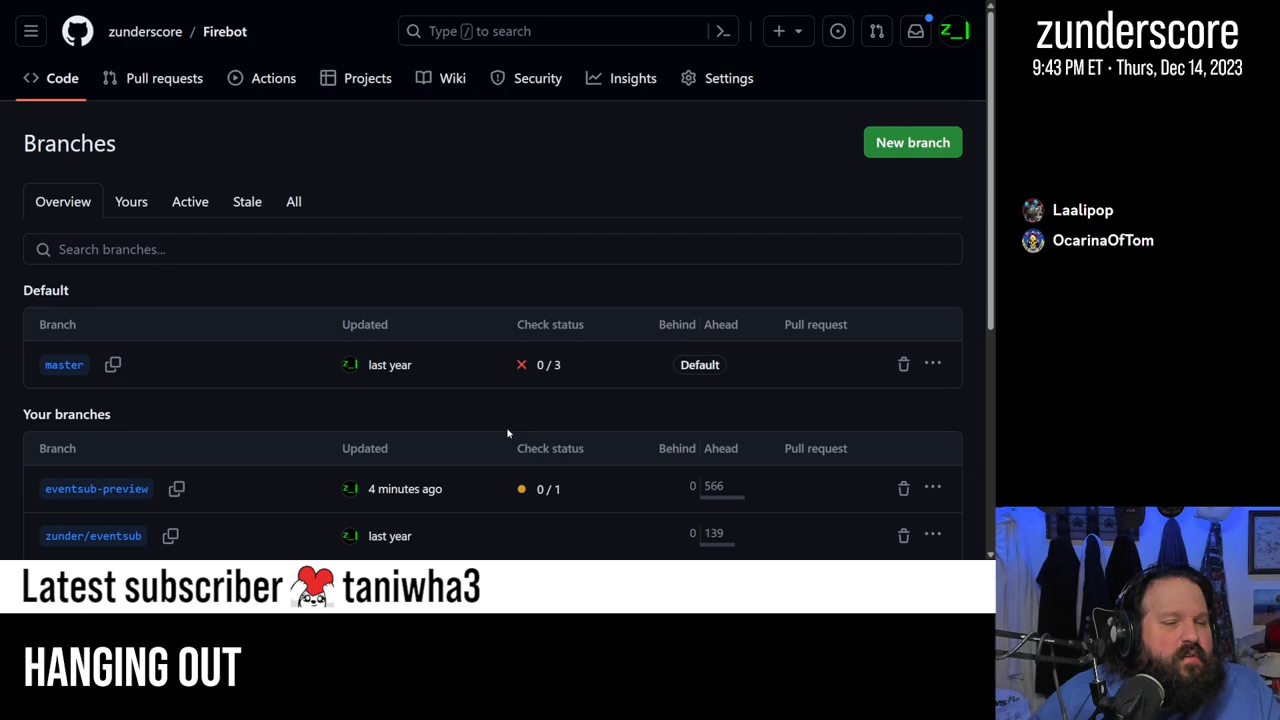 zunderscore / Firebot
Type / to search
Code Pull requests Actions Projects Wiki Security Insights Settings
Branches
New branch
Overview Yours Active Stale All
Search branches...
Default
Branch Updated Check status Behind Ahead Pull request
master last year 0 / 3 Default
Your branches
Branch Updated Check status Behind Ahead Pull request
eventsub-preview 4 minutes ago 0 / 1 0 566
zunder/eventsub last year 0 139
Latest subscriber taniwha3
HANGING OUT
zunderscore
9:43 PM ET · Thurs, Dec 14, 2023
Laalipop
OcarinaOfTom
z_|